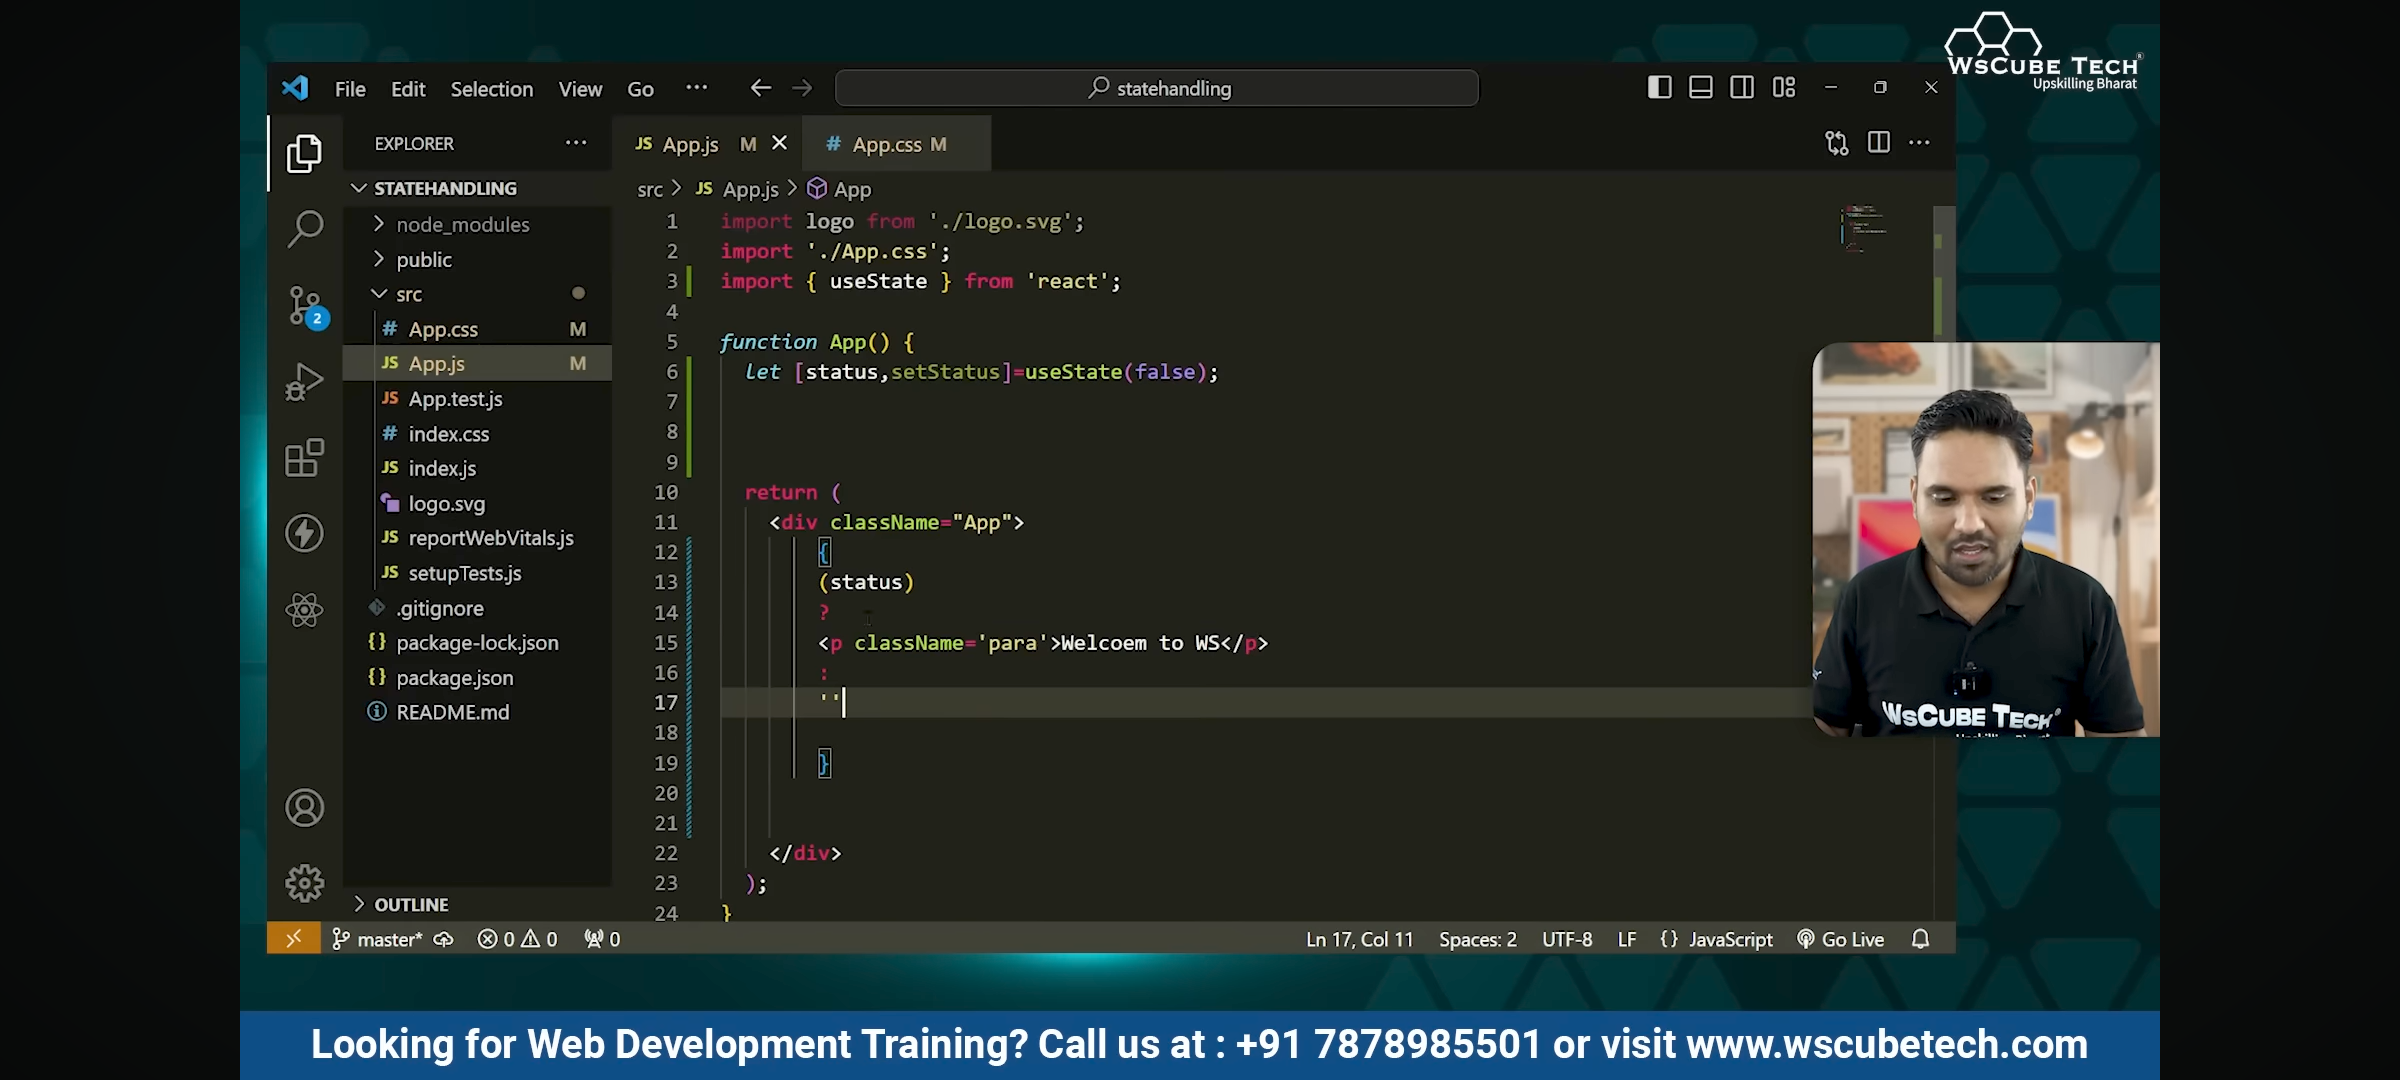 WSCUBE TECH®
Upskilling Bharat
File Edit Selection View Go ··· statehandling
EXPLORER ···
JS App.js M
# App.css M
STATEHANDLING
src > JS App.js > App
node_modules
public
src
# App.css M
JS App.js M
JS App.test.js
# index.css
JS index.js
logo.svg
JS reportWebVitals.js
JS setupTests.js
.gitignore
{} package-lock.json
{} package.json
README.md
OUTLINE
2
1 import logo from './logo.svg';
2 import './App.css';
3 import { useState } from 'react';
4
5 function App() {
6 let [status,setStatus]=useState(false);
7
8
9
10 return (
11 <div className="App">
12 {
13 (status)
14 ?
15 <p className='para'>Welcoem to WS</p>
16 :
17 ''
18
19 }
20
21
22 </div>
23 );
24 }
WSCUBE TECH®
master* 0 0 0 Ln 17, Col 11 Spaces: 2 UTF-8 LF {} JavaScript Go Live
Looking for Web Development Training? Call us at : +91 7878985501 or visit www.wscubetech.com